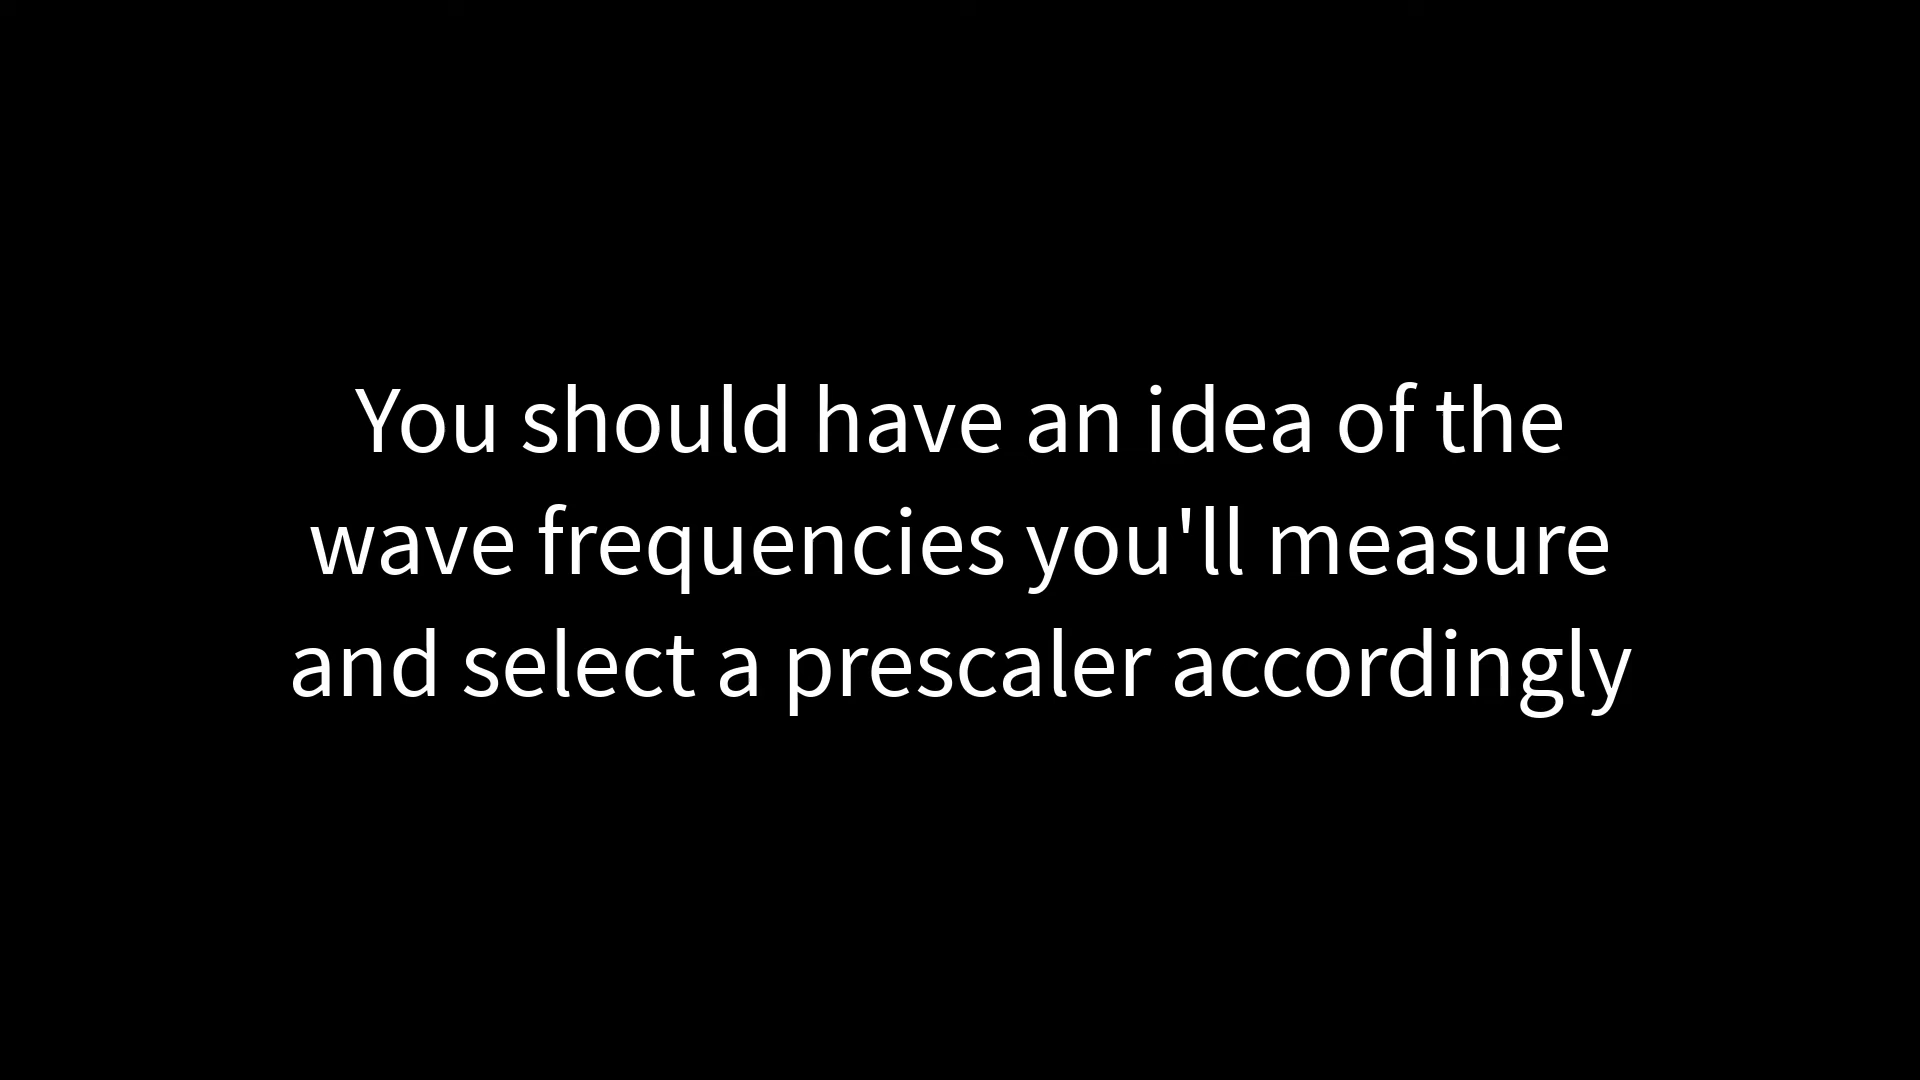 You should have an idea of the
wave frequencies you'll measure
and select a prescaler accordingly